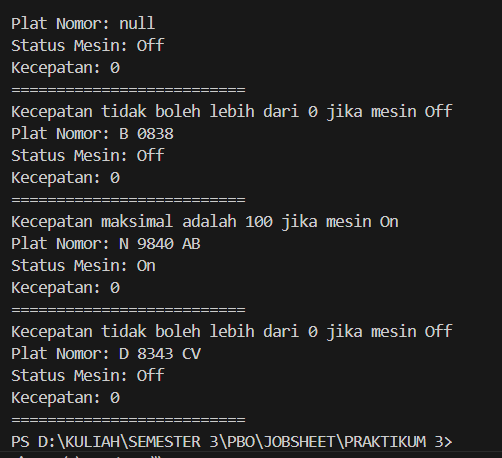 Plat Nomor: null
Status Mesin: Off
Kecepatan: 0
==========================
Kecepatan tidak boleh lebih dari 0 jika mesin Off
Plat Nomor: B 0838
Status Mesin: Off
Kecepatan: 0
==========================
Kecepatan maksimal adalah 100 jika mesin On
Plat Nomor: N 9840 AB
Status Mesin: On
Kecepatan: 0
==========================
Kecepatan tidak boleh lebih dari 0 jika mesin Off
Plat Nomor: D 8343 CV
Status Mesin: Off
Kecepatan: 0
==========================
PS D:\KULIAH\SEMESTER 3\PBO\JOBSHEET\PRAKTIKUM 3>